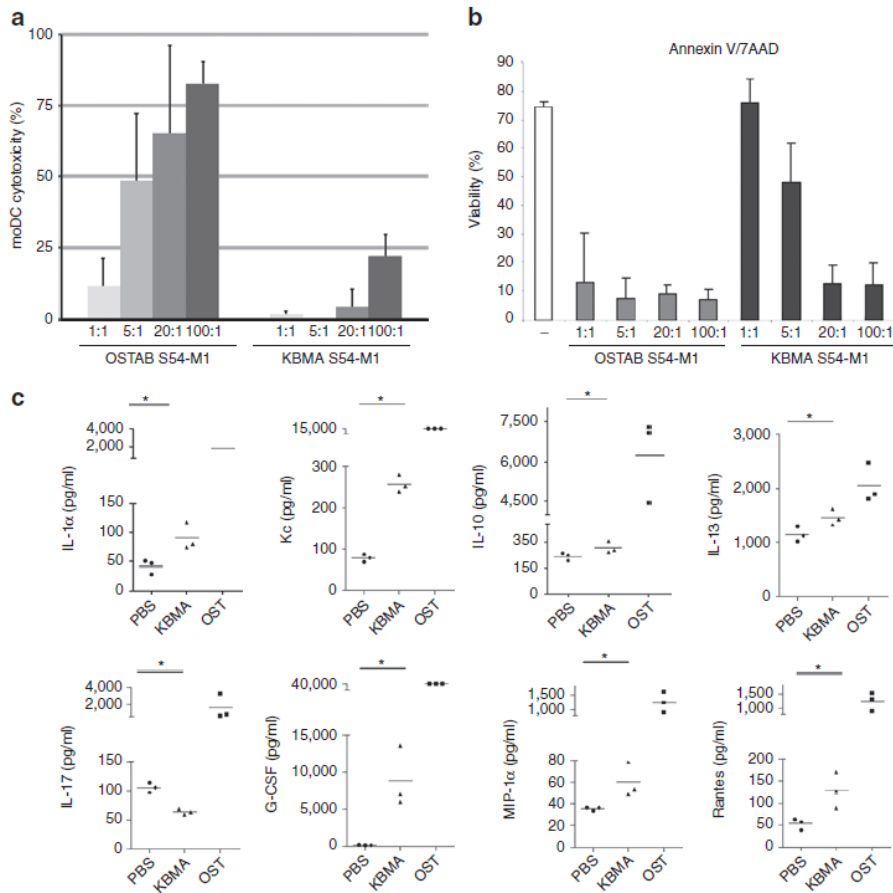 a
100
75
50
25
0
moDC cytotoxicity (%)
1:1 5:1 20:1 100:1 1:1 5:1 20:1 100:1
OSTAB S54-M1 KBMA S54-M1
b
Annexin V/7AAD
90
80
70
60
50
40
30
20
10
0
Viability (%)
– 1:1 5:1 20:1 100:1 1:1 5:1 20:1 100:1
OSTAB S54-M1 KBMA S54-M1
c
*
4,000
2,000
150
100
50
0
IL-1α (pg/ml)
PBS KBMA OST
*
15,000
300
200
100
0
Kc (pg/ml)
PBS KBMA OST
*
7,500
6,000
4,500
350
250
150
IL-10 (pg/ml)
PBS KBMA OST
*
3,000
2,000
1,000
0
IL-13 (pg/ml)
PBS KBMA OST
*
4,000
2,000
150
100
50
0
IL-17 (pg/ml)
PBS KBMA OST
*
40,000
15,000
10,000
5,000
0
G-CSF (pg/ml)
PBS KBMA OST
*
1,500
1,000
80
60
40
20
0
MIP-1α (pg/ml)
PBS KBMA OST
*
1,500
1,000
200
150
100
50
0
Rantes (pg/ml)
PBS KBMA OST